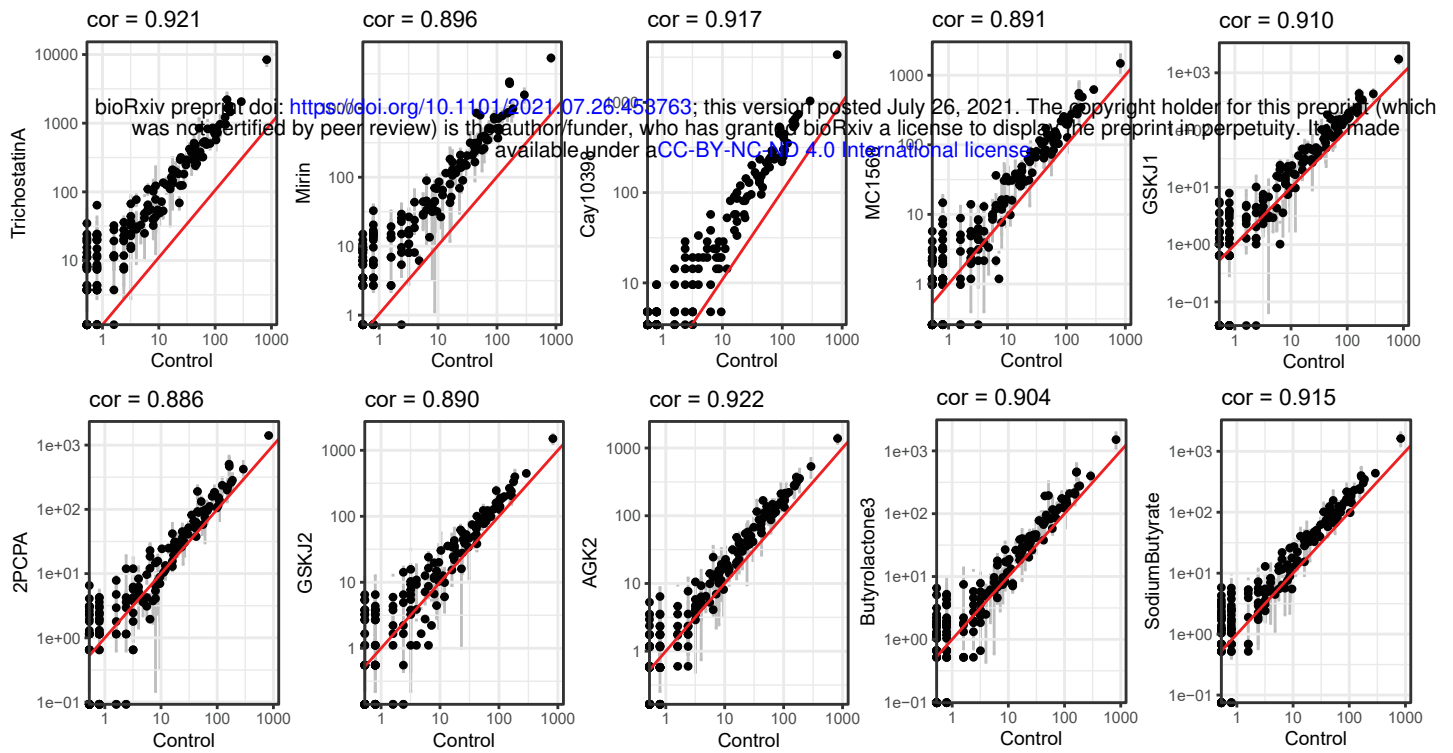 cor = 0.921
cor = 0.896
cor = 0.917
cor = 0.891
cor = 0.910
bioRxiv preprint doi: https://doi.org/10.1101/2021.07.26.453763; this version posted July 26, 2021. The copyright holder for this preprint (which
was not certified by peer review) is the author/funder, who has granted bioRxiv a license to display the preprint in perpetuity. It is made
available under aCC-BY-NC-ND 4.0 International license.
TrichostatinA
10000
1000
100
10
1
10
100
1000
Control
Mirin
100
10
1
1
10
100
1000
Control
Cay10398
1000
100
10
1
10
100
1000
Control
MC1568
1000
100
10
1
1
10
100
1000
Control
GSKJ1
1e+03
1e+02
1e+01
1e+00
1e−01
1
10
100
1000
Control
cor = 0.886
cor = 0.890
cor = 0.922
cor = 0.904
cor = 0.915
2PCPA
1e+03
1e+02
1e+01
1e+00
1e−01
1
10
100
1000
Control
GSKJ2
1000
100
10
1
1
10
100
1000
Control
AGK2
1000
100
10
1
1
10
100
1000
Control
Butyrolactone3
1e+03
1e+02
1e+01
1e+00
1e−01
1
10
100
1000
Control
SodiumButyrate
1e+03
1e+02
1e+01
1e+00
1e−01
1
10
100
1000
Control